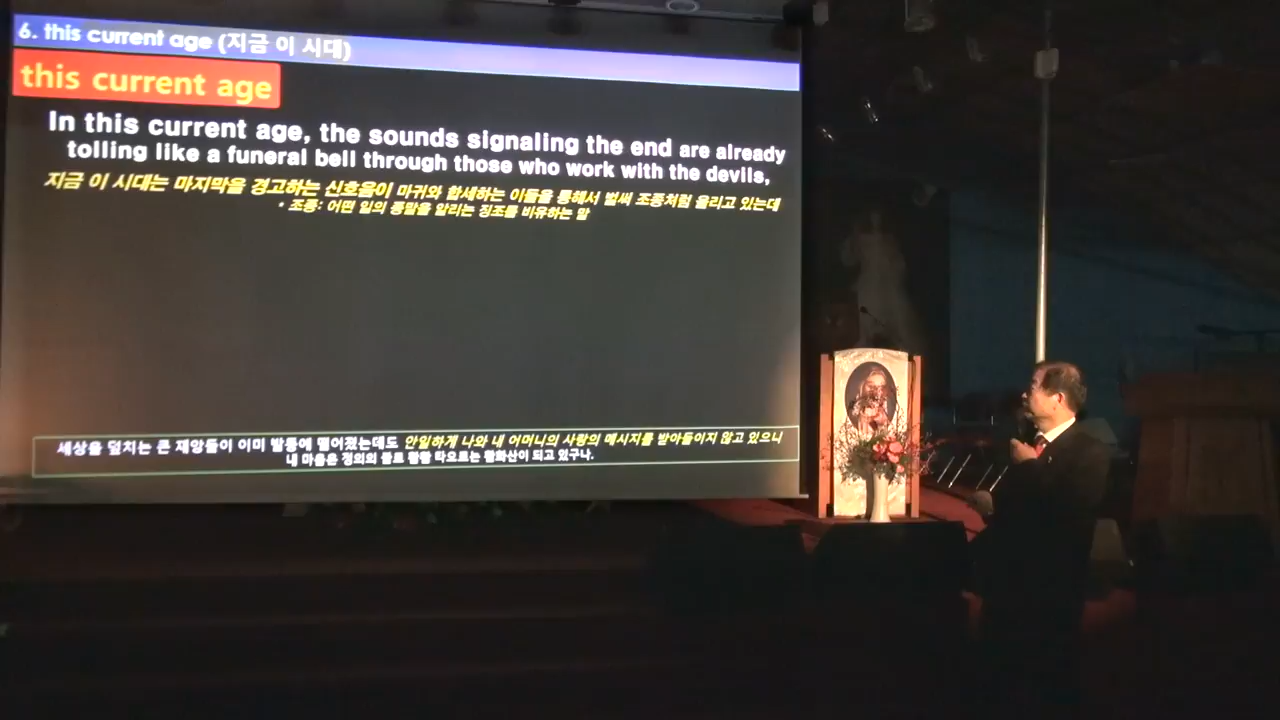 6. this current age (지금 이 시대)
this current age
In this current age, the sounds signaling the end are already
tolling like a funeral bell through those who work with the devils,
지금 이 시대는 마지막을 경고하는 신호음이 마귀와 합세하는 이들을 통해서 벌써 조종처럼 울리고 있는데
* 조종: 어떤 일의 종말을 알리는 징조를 비유하는 말
세상을 덮치는 큰 재앙들이 이미 발등에 떨어졌는데도 안일하게 나와 내 어머니의 사랑의 메시지를 받아들이지 않고 있으니
내 마음은 정의의 불로 활활 타오르는 활화산이 되고 있구나.